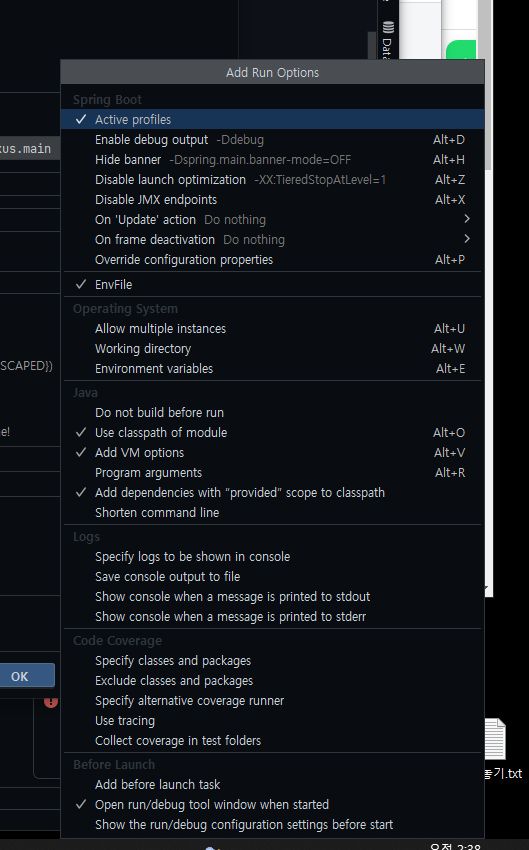 Data
Add Run Options
Spring Boot
Active profiles
Enable debug output -Ddebug Alt+D
xus.main
Hide banner -Dspring.main.banner-mode=OFF Alt+H
Disable launch optimization -XX:TieredStopAtLevel=1 Alt+Z
Disable JMX endpoints Alt+X
On 'Update' action Do nothing
On frame deactivation Do nothing
Override configuration properties Alt+P
EnvFile
Operating System
Allow multiple instances Alt+U
Working directory Alt+W
SCAPED})
Environment variables Alt+E
Java
Do not build before run
e!
Use classpath of module Alt+O
Add VM options Alt+V
Program arguments Alt+R
Add dependencies with “provided” scope to classpath
Shorten command line
Logs
Specify logs to be shown in console
Save console output to file
Show console when a message is printed to stdout
Show console when a message is printed to stderr
Code Coverage
Specify classes and packages
OK
Exclude classes and packages
Specify alternative coverage runner
Use tracing
Collect coverage in test folders
Before Launch
.txt
Add before launch task
Open run/debug tool window when started
Show the run/debug configuration settings before start
2:38